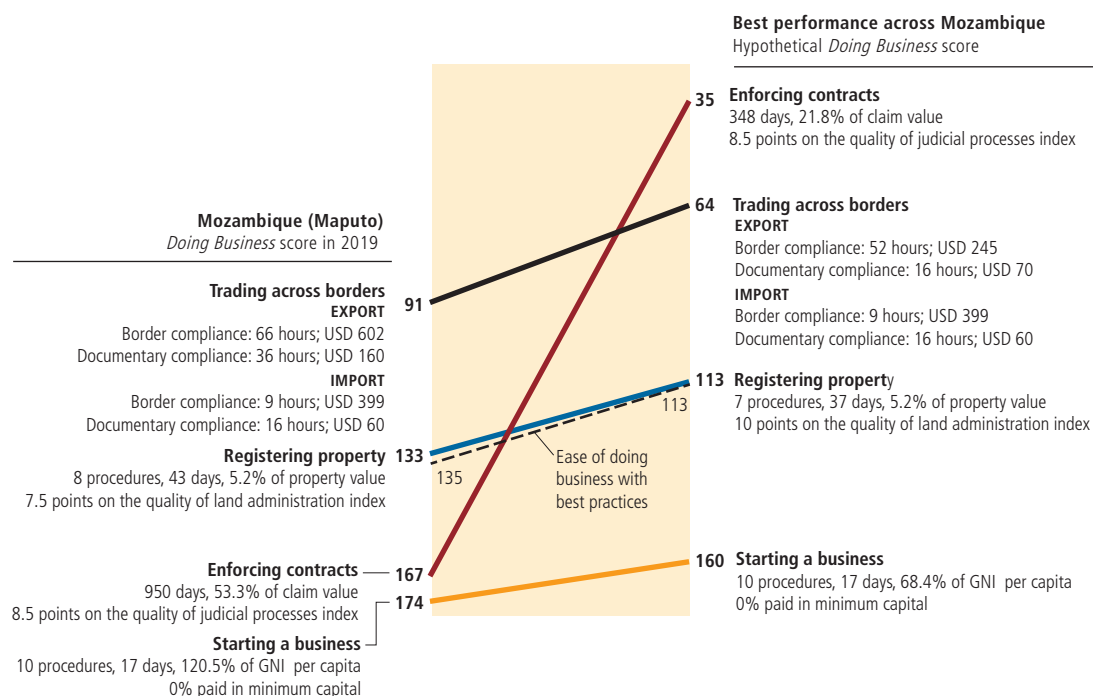 Best performance across Mozambique
Hypothetical Doing Business score
35
Enforcing contracts
348 days, 21.8% of claim value
8.5 points on the quality of judicial processes index
64
Trading across borders
EXPORT
Border compliance: 52 hours; USD 245
Documentary compliance: 16 hours; USD 70
IMPORT
Border compliance: 9 hours; USD 399
Documentary compliance: 16 hours; USD 60
113
Registering property
7 procedures, 37 days, 5.2% of property value
10 points on the quality of land administration index
113
160
Starting a business
10 procedures, 17 days, 68.4% of GNI per capita
0% paid in minimum capital
Mozambique (Maputo)
Doing Business score in 2019
Trading across borders
91
EXPORT
Border compliance: 66 hours; USD 602
Documentary compliance: 36 hours; USD 160
IMPORT
Border compliance: 9 hours; USD 399
Documentary compliance: 16 hours; USD 60
Registering property
133
8 procedures, 43 days, 5.2% of property value
7.5 points on the quality of land administration index
135
Ease of doing
business with
best practices
Enforcing contracts
167
950 days, 53.3% of claim value
8.5 points on the quality of judicial processes index
174
Starting a business
10 procedures, 17 days, 120.5% of GNI per capita
0% paid in minimum capital